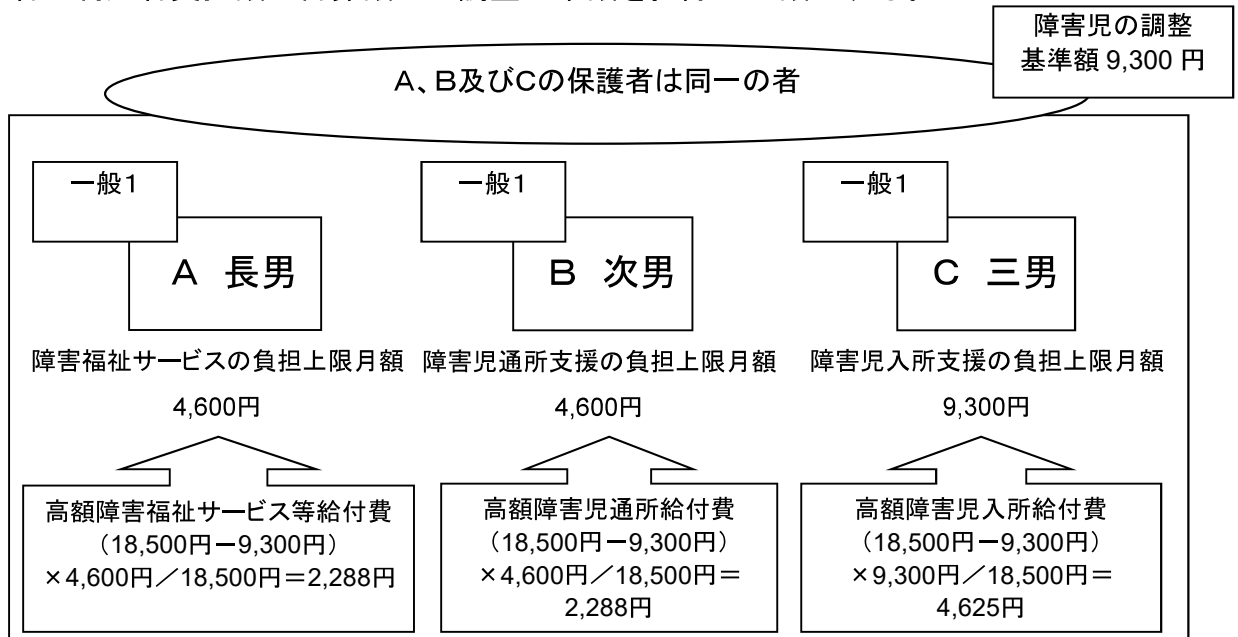 障害児の調整
基準額 9,300 円
A、B及びCの保護者は同一の者
一般1
一般1
一般1
A 長男
B 次男
C 三男
障害福祉サービスの負担上限月額
障害児通所支援の負担上限月額
障害児入所支援の負担上限月額
4,600円
4,600円
9,300円
高額障害福祉サービス等給付費
（18,500円－9,300円）
×4,600円／18,500円＝2,288円
高額障害児通所給付費
（18,500円－9,300円）
×4,600円／18,500円＝
2,288円
高額障害児入所給付費
（18,500円－9,300円）
×9,300円／18,500円＝
4,625円